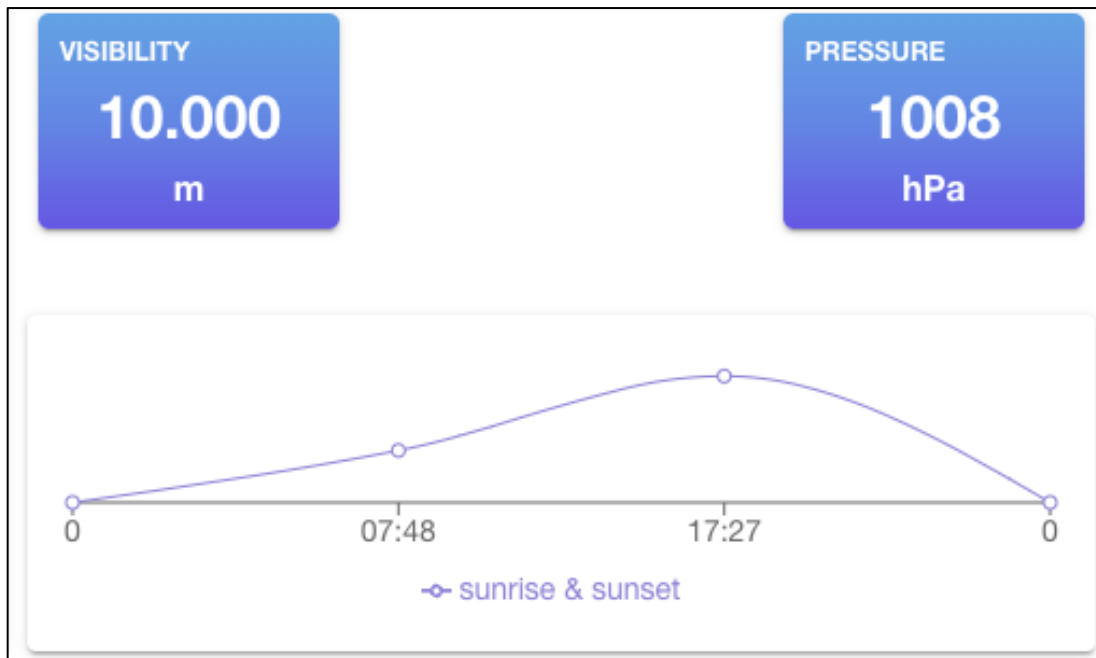 VISIBILITY
10.000
m
PRESSURE
1008
hPa
0 07:48 17:27 0
sunrise & sunset